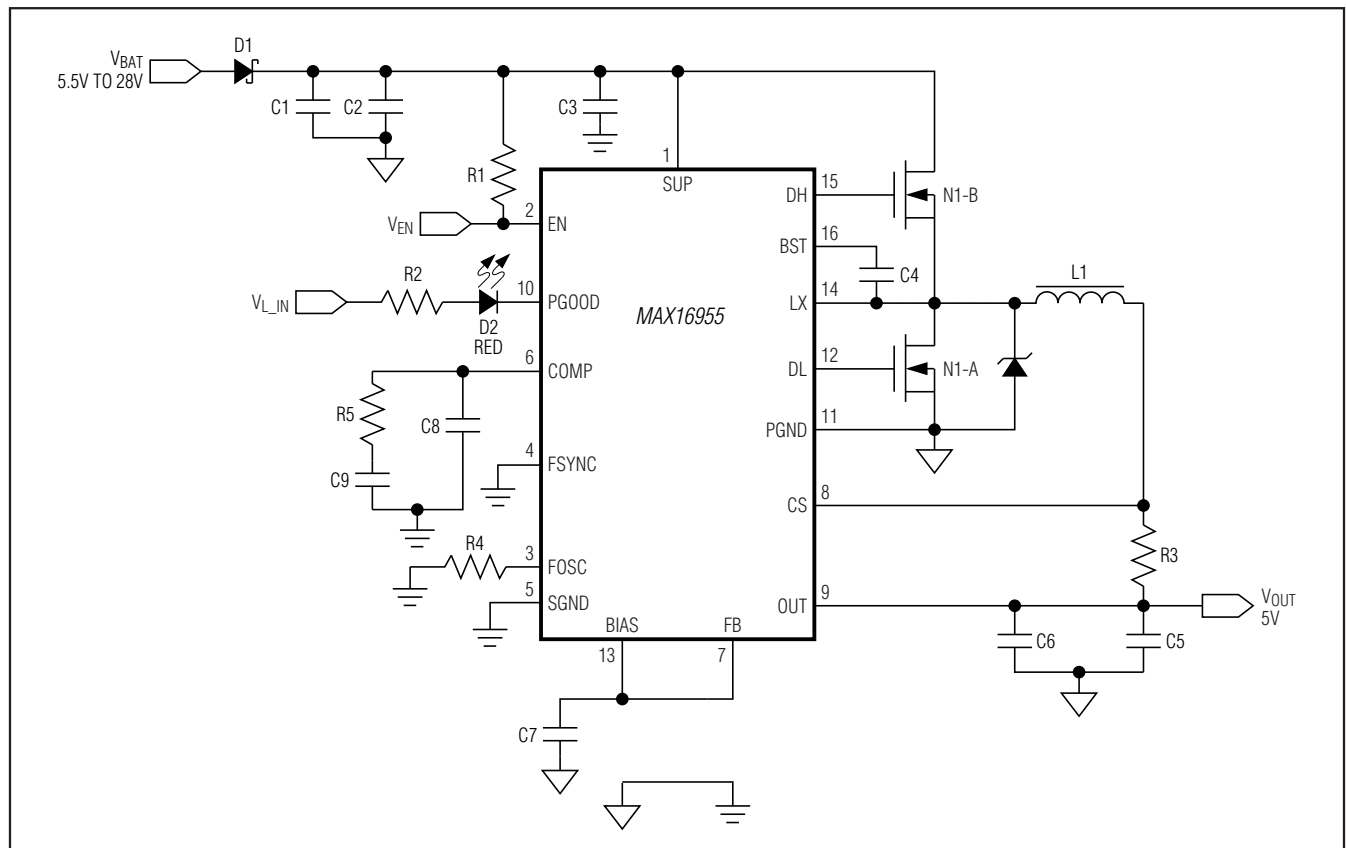 D1
V_BAT
5.5V TO 28V
C1
C2
C3
R1
1
SUP
DH
15
N1-B
V_EN
2
EN
BST
16
C4
L1
R2
V_L_IN
10
PGOOD
D2
RED
LX
14
MAX16955
6
COMP
DL
12
N1-A
R5
C8
PGND
11
4
FSYNC
C9
CS
8
R3
R4
3
FOSC
5
SGND
OUT
9
V_OUT
5V
BIAS
FB
13
7
C6
C5
C7